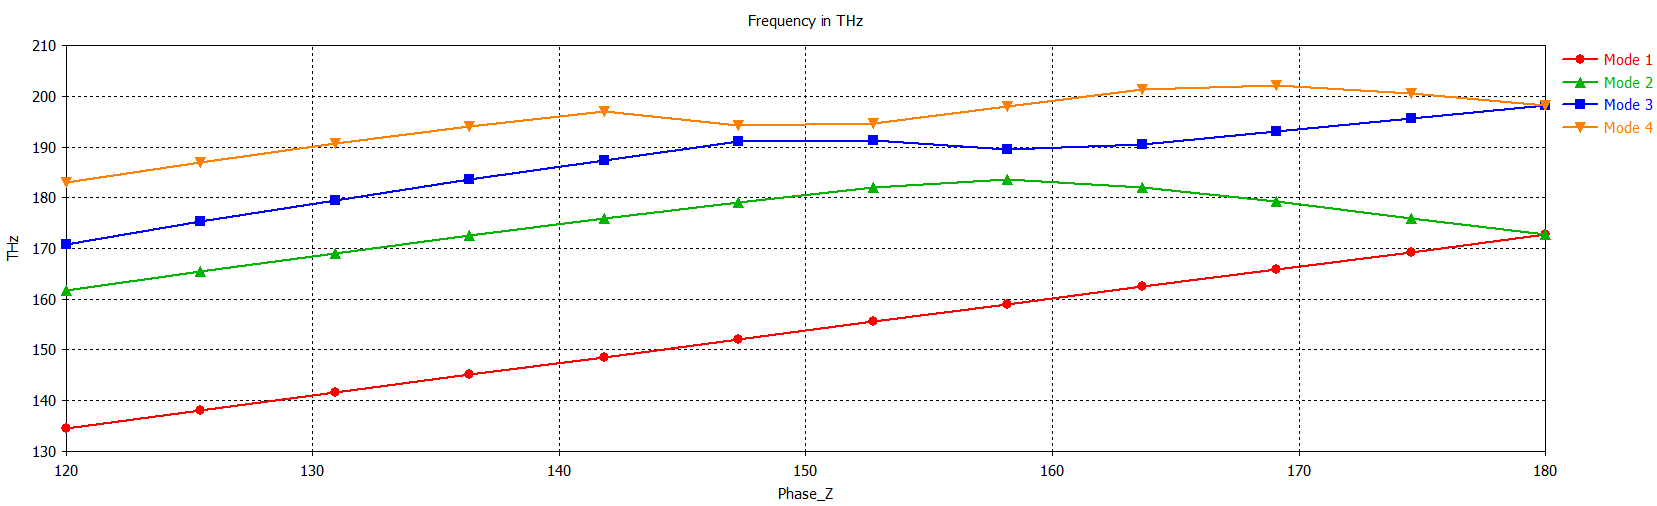 Frequency in THz
210
200
190
180
170
160
150
140
130
THz
120 130 140 150 160 170 180
Phase_Z
Mode 1
Mode 2
Mode 3
Mode 4